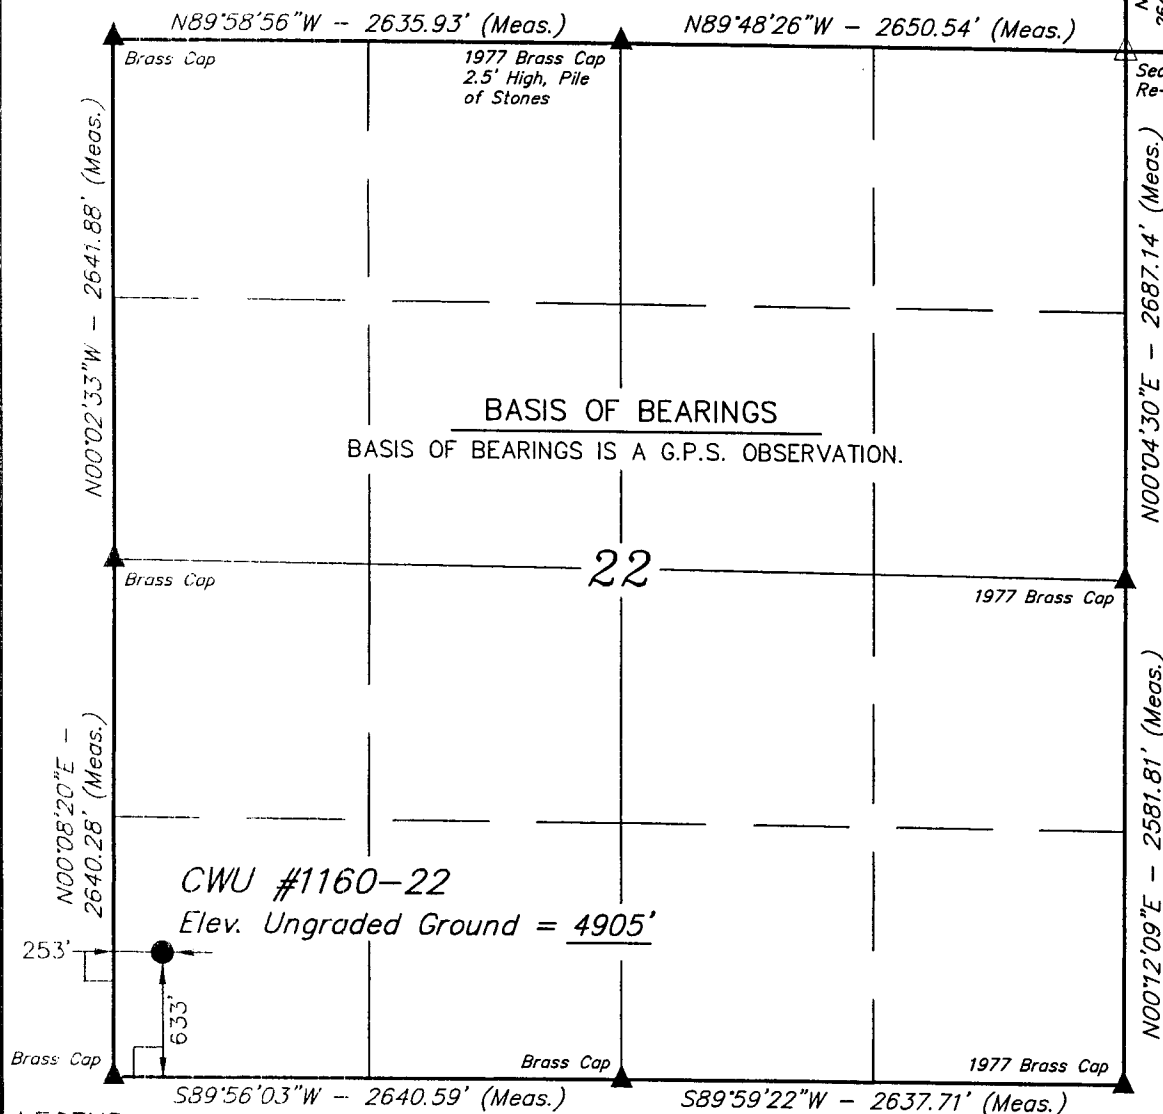 N89°58'56"W - 2635.93' (Meas.)
N89°48'26"W - 2650.54' (Meas.)
Brass Cap
1977 Brass Cap
2.5' High, Pile
of Stones
N00°02'33"W - 2641.88' (Meas.)
N00°04'30"E - 2687.14' (Meas.)
BASIS OF BEARINGS
BASIS OF BEARINGS IS A G.P.S. OBSERVATION.
22
Brass Cap
1977 Brass Cap
N00°08'20"E -
2640.28' (Meas.)
N00°12'09"E - 2581.81' (Meas.)
CWU #1160-22
Elev. Ungraded Ground = 4905'
253'
633'
Brass Cap
Brass Cap
1977 Brass Cap
S89°56'03"W - 2640.59' (Meas.)
S89°59'22"W - 2637.71' (Meas.)